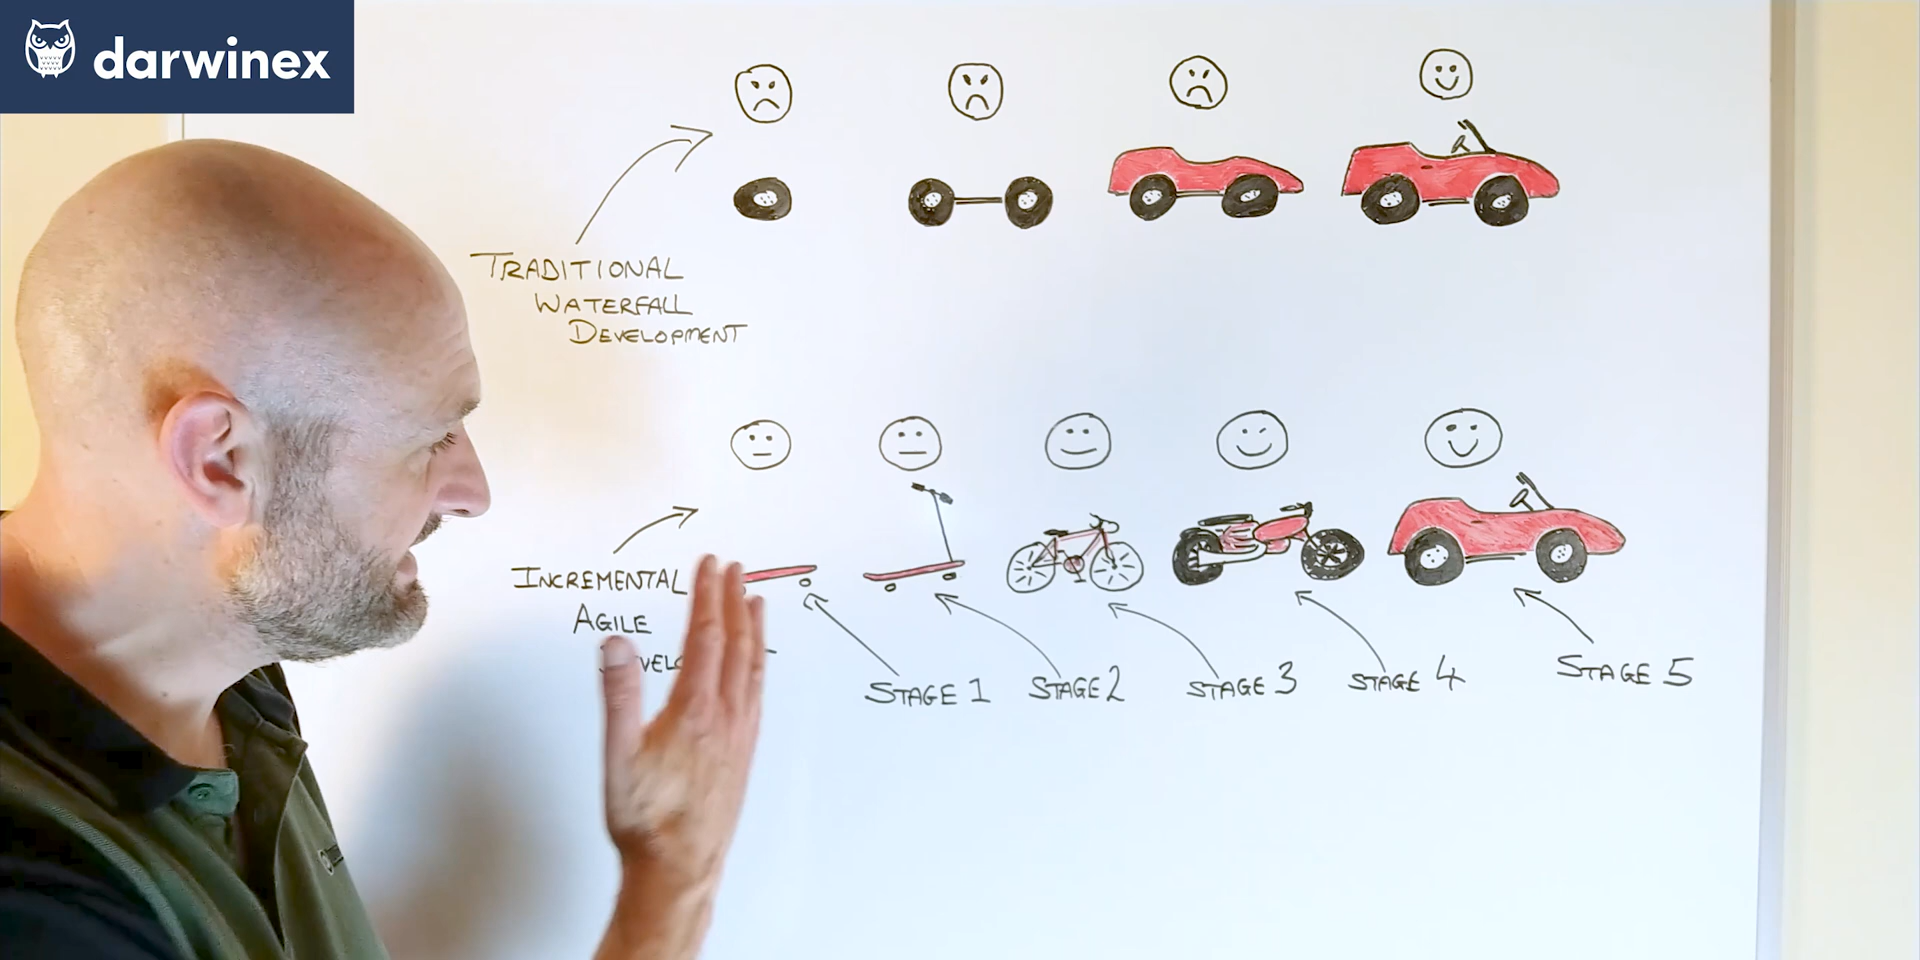 darwinex
TRADITIONAL
WATERFALL
DEVELOPMENT
INCREMENTAL
AGILE
STAGE 1
STAGE 2
STAGE 3
STAGE 4
STAGE 5